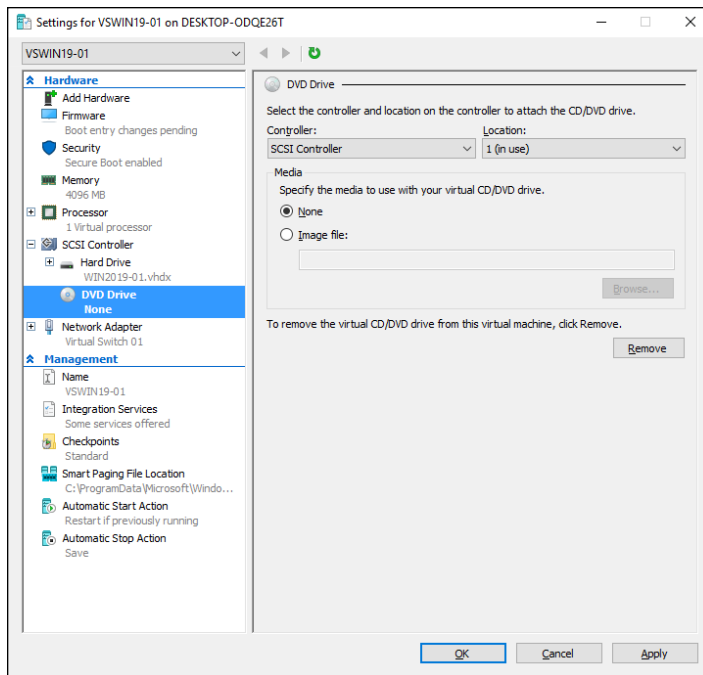 Settings for VSWIN19-01 on DESKTOP-ODQE26T
VSWIN19-01
Hardware
Add Hardware
Firmware
Boot entry changes pending
Security
Secure Boot enabled
Memory
4096 MB
Processor
1 Virtual processor
SCSI Controller
Hard Drive
WIN2019-01.vhdx
DVD Drive
None
Network Adapter
Virtual Switch 01
Management
Name
VSWIN19-01
Integration Services
Some services offered
Checkpoints
Standard
Smart Paging File Location
C:\ProgramData\Microsoft\Windo...
Automatic Start Action
Restart if previously running
Automatic Stop Action
Save
DVD Drive
Select the controller and location on the controller to attach the CD/DVD drive.
Controller: Location:
SCSI Controller 1 (in use)
Media
Specify the media to use with your virtual CD/DVD drive.
None
Image file:
Browse...
To remove the virtual CD/DVD drive from this virtual machine, click Remove.
Remove
OK Cancel Apply